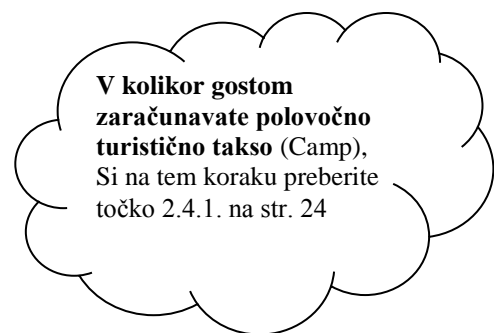 V kolikor gostom
zaračunavate polovočno
turistično takso (Camp),
Si na tem koraku preberite
točko 2.4.1. na str. 24